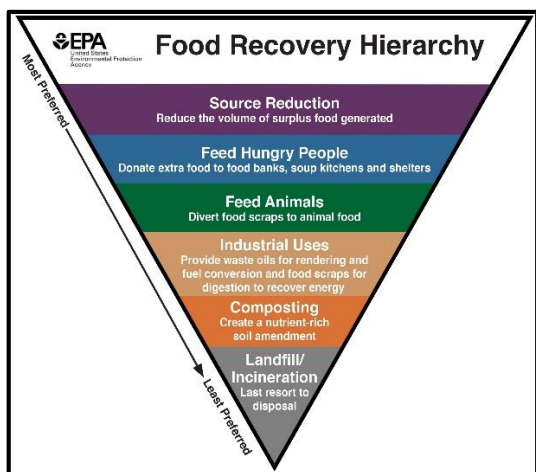 EPA
United States
Environmental Protection
Agency
Food Recovery Hierarchy
Most Preferred
Source Reduction
Reduce the volume of surplus food generated
Feed Hungry People
Donate extra food to food banks, soup kitchens and shelters
Feed Animals
Divert food scraps to animal food
Industrial Uses
Provide waste oils for rendering and
fuel conversion and food scraps for
digestion to recover energy
Composting
Create a nutrient-rich
soil amendment
Landfill/
Incineration
Last resort to
disposal
Least Preferred